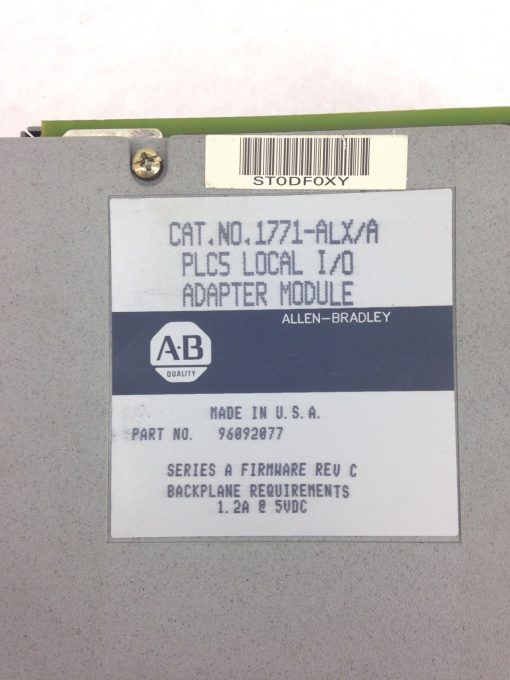 ST0DF0XY
CAT.NO.1771-ALX/A
PLC5 LOCAL I/O
ADAPTER MODULE
ALLEN-BRADLEY
A-B
QUALITY
MADE IN U.S.A.
PART NO. 96092077
SERIES A FIRMWARE REV C
BACKPLANE REQUIREMENTS
1.2A @ 5VDC